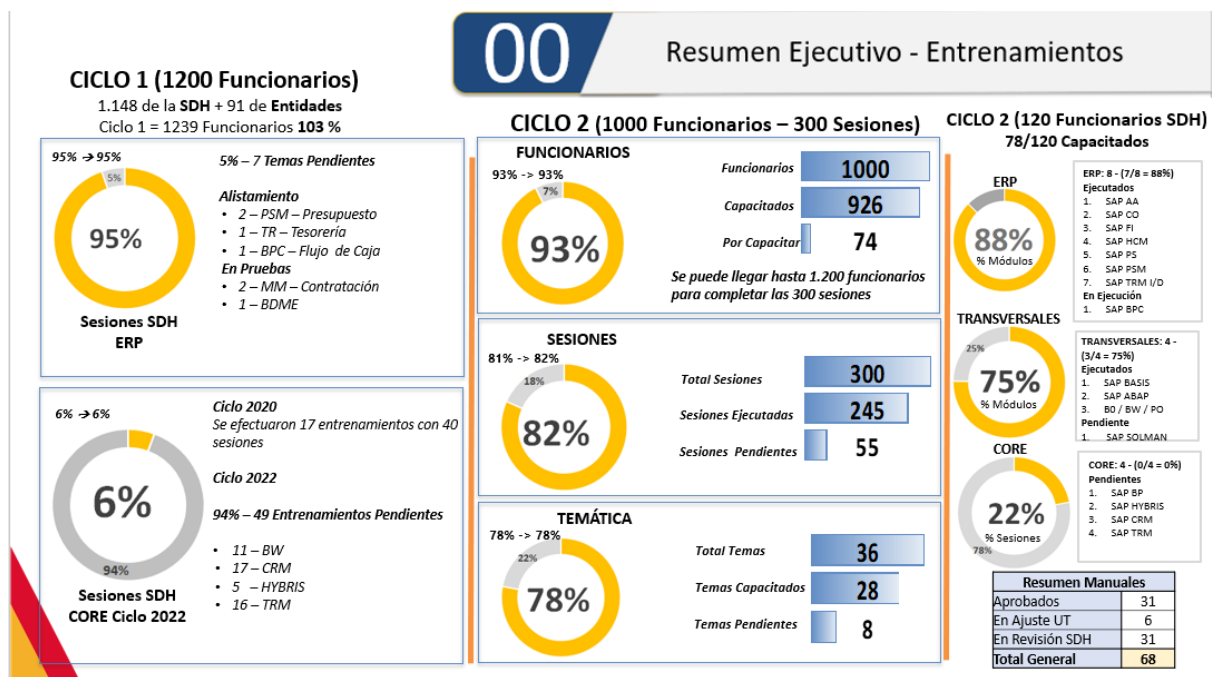 00
Resumen Ejecutivo - Entrenamientos
CICLO 1 (1200 Funcionarios)
1.148 de la SDH + 91 de Entidades
Ciclo 1 = 1239 Funcionarios 103 %
95% → 95%
5%
95%
Sesiones SDH
ERP
5% – 7 Temas Pendientes
Alistamiento
• 2 – PSM – Presupuesto
• 1 – TR – Tesorería
• 1 – BPC – Flujo de Caja
En Pruebas
• 2 – MM – Contratación
• 1 – BDME
6% → 6%
6%
94%
Sesiones SDH
CORE Ciclo 2022
Ciclo 2020
Se efectuaron 17 entrenamientos con 40
sesiones
Ciclo 2022
94% – 49 Entrenamientos Pendientes
• 11 – BW
• 17 – CRM
• 5 – HYBRIS
• 16 – TRM
CICLO 2 (1000 Funcionarios – 300 Sesiones)
FUNCIONARIOS
93% -> 93%
7%
93%
Funcionarios 1000
Capacitados 926
Por Capacitar 74
Se puede llegar hasta 1.200 funcionarios
para completar las 300 sesiones
SESIONES
81% -> 82%
18%
82%
Total Sesiones 300
Sesiones Ejecutadas 245
Sesiones Pendientes 55
TEMÁTICA
78% -> 78%
22%
78%
Total Temas 36
Temas Capacitados 28
Temas Pendientes 8
CICLO 2 (120 Funcionarios SDH)
78/120 Capacitados
ERP
88%
% Módulos
ERP: 8 - (7/8 = 88%)
Ejecutados
1. SAP AA
2. SAP CO
3. SAP FI
4. SAP HCM
5. SAP PS
6. SAP PSM
7. SAP TRM I/D
En Ejecución
1. SAP BPC
TRANSVERSALES
25%
75%
% Módulos
TRANSVERSALES: 4 -
(3/4 = 75%)
Ejecutados
1. SAP BASIS
2. SAP ABAP
3. B0 / BW / PO
Pendiente
1. SAP SOLMAN
CORE
22%
% Sesiones
78%
CORE: 4 - (0/4 = 0%)
Pendientes
1. SAP BP
2. SAP HYBRIS
3. SAP CRM
4. SAP TRM
Resumen Manuales
Aprobados 31
En Ajuste UT 6
En Revisión SDH 31
Total General 68